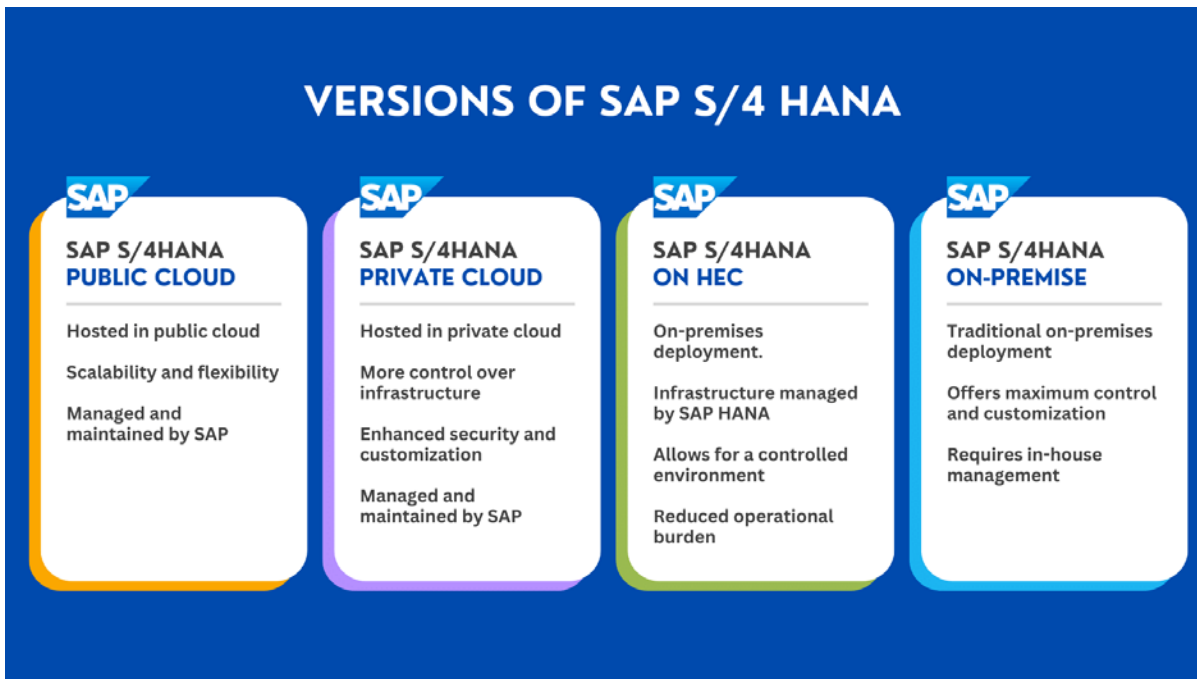 VERSIONS OF SAP S/4 HANA
SAP
SAP S/4HANA
PUBLIC CLOUD
Hosted in public cloud
Scalability and flexibility
Managed and
maintained by SAP
SAP
SAP S/4HANA
PRIVATE CLOUD
Hosted in private cloud
More control over
infrastructure
Enhanced security and
customization
Managed and
maintained by SAP
SAP
SAP S/4HANA
ON HEC
On-premises
deployment.
Infrastructure managed
by SAP HANA
Allows for a controlled
environment
Reduced operational
burden
SAP
SAP S/4HANA
ON-PREMISE
Traditional on-premises
deployment
Offers maximum control
and customization
Requires in-house
management